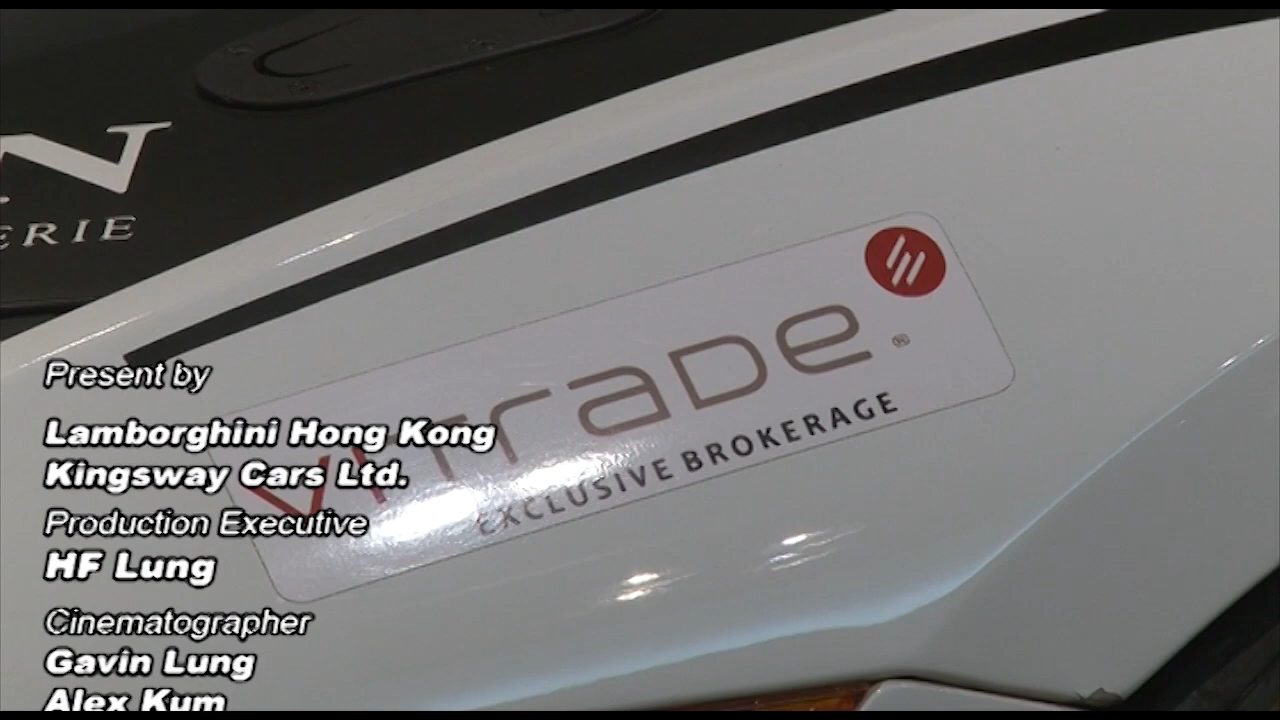 N
ERIE
VITraDe®
EXCLUSIVE BROKERAGE
Present by
Lamborghini Hong Kong
Kingsway Cars Ltd.
Production Executive
HF Lung
Cinematographer
Gavin Lung
Alex Kum